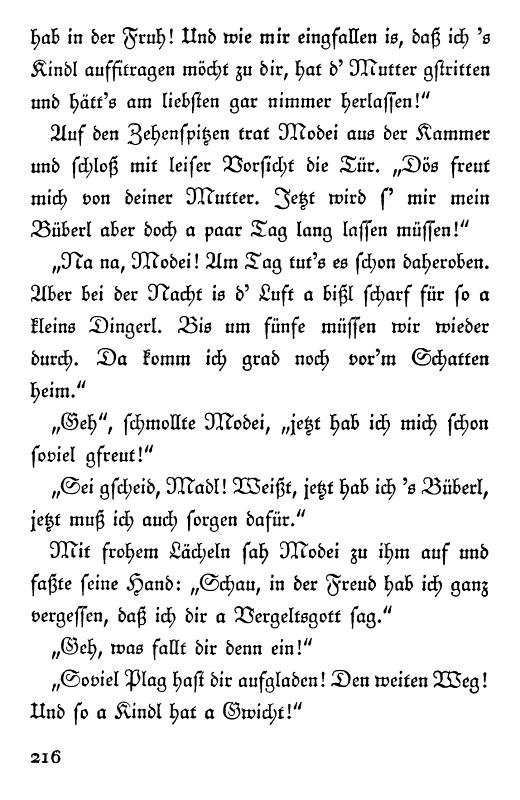 hab in der Fruh! Und wie mir eingfallen is, daß ich 's
Kindl auffitragen möcht zu dir, hat d' Mutter gstritten
und hätt's am liebsten gar nimmer herlassen!“
Auf den Zehenspitzen trat Modei aus der Kammer
und schloß mit leiser Vorsicht die Tür. „Dös freut
mich von deiner Mutter. Jetzt wird s' mir mein
Büberl aber doch a paar Tag lang lassen müssen!“
„Na na, Modei! Am Tag tut's es schon daheroben.
Aber bei der Nacht is d' Luft a bißl scharf für so a
kleins Dingerl. Bis um fünfe müssen wir wieder
durch. Da komm ich grad noch vor'm Schatten
heim.“
„Geh“, schmollte Modei, „jetzt hab ich mich schon
soviel gfreut!“
„Sei gscheid, Madl! Weißt, jetzt hab ich 's Büberl,
jetzt muß ich auch sorgen dafür.“
Mit frohem Lächeln sah Modei zu ihm auf und
faßte seine Hand: „Schau, in der Freud hab ich ganz
vergessen, daß ich dir a Vergeltsgott sag.“
„Geh, was fallt dir denn ein!“
„Soviel Plag hast dir aufgladen! Den weiten Weg!
Und so a Kindl hat a Gwicht!“
216